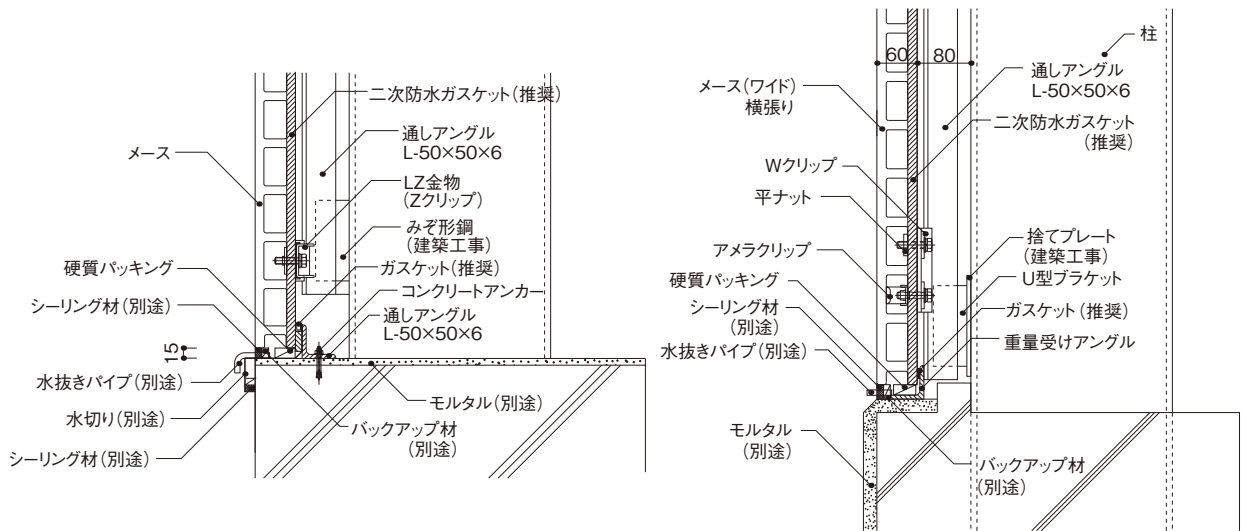 二次防水ガスケット（推奨）
通しアングル
L-50×50×6
メース
LZ金物
（Zクリップ）
みぞ形鋼
（建築工事）
硬質パッキング
ガスケット（推奨）
シーリング材（別途）
コンクリートアンカー
通しアングル
L-50×50×6
15
水抜きパイプ（別途）
水切り（別途）
モルタル（別途）
バックアップ材
（別途）
シーリング材（別途）
柱
60
80
メース（ワイド）
横張り
通しアングル
L-50×50×6
二次防水ガスケット
（推奨）
Wクリップ
平ナット
アメラクリップ
捨てプレート
（建築工事）
硬質パッキング
U型ブラケット
シーリング材
（別途）
ガスケット（推奨）
水抜きパイプ（別途）
重量受けアングル
モルタル
（別途）
バックアップ材
（別途）